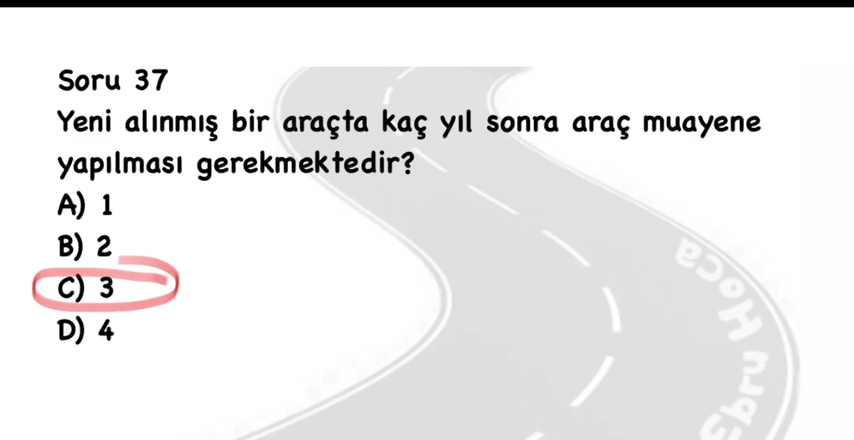 Soru 37
Yeni alınmış bir araçta kaç yıl sonra araç muayene
yapılması gerekmektedir?
A) 1
B) 2
C) 3
D) 4
Ebru Hoca